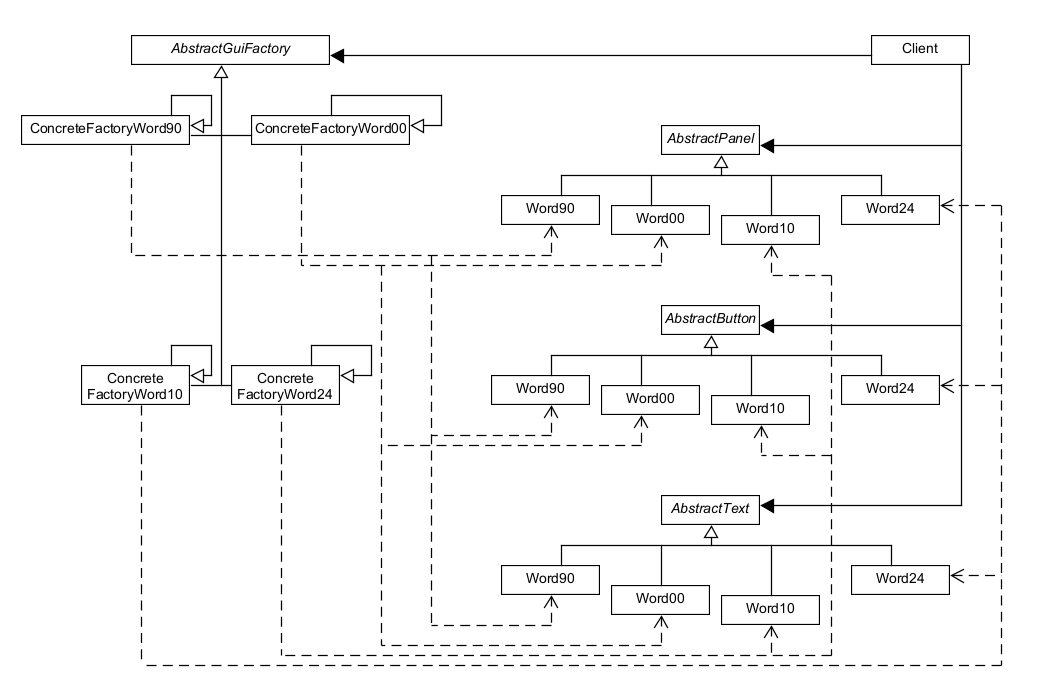 AbstractGuiFactory
Client
ConcreteFactoryWord90
ConcreteFactoryWord00
AbstractPanel
Word90
Word00
Word10
Word24
AbstractButton
Concrete
FactoryWord10
Concrete
FactoryWord24
Word90
Word00
Word10
Word24
AbstractText
Word90
Word00
Word10
Word24